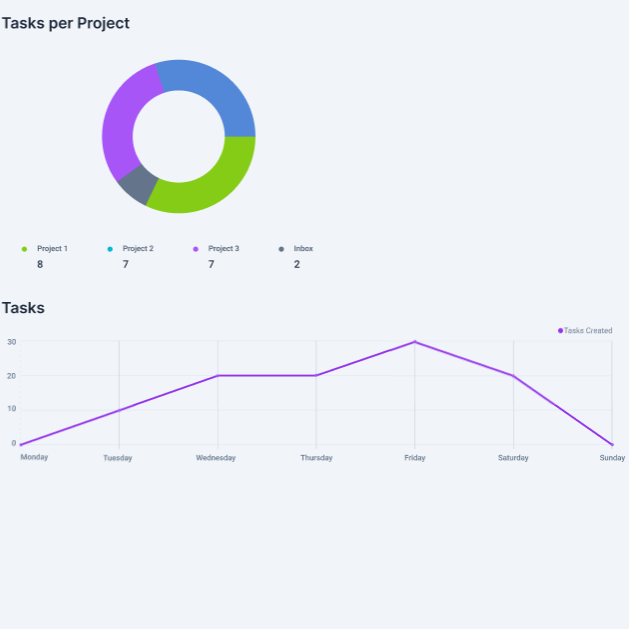 Tasks per Project
Project 1 Project 2 Project 3 Inbox
8 7 7 2
Tasks
Tasks Created
30
20
10
0
Monday Tuesday Wednesday Thursday Friday Saturday Sunday